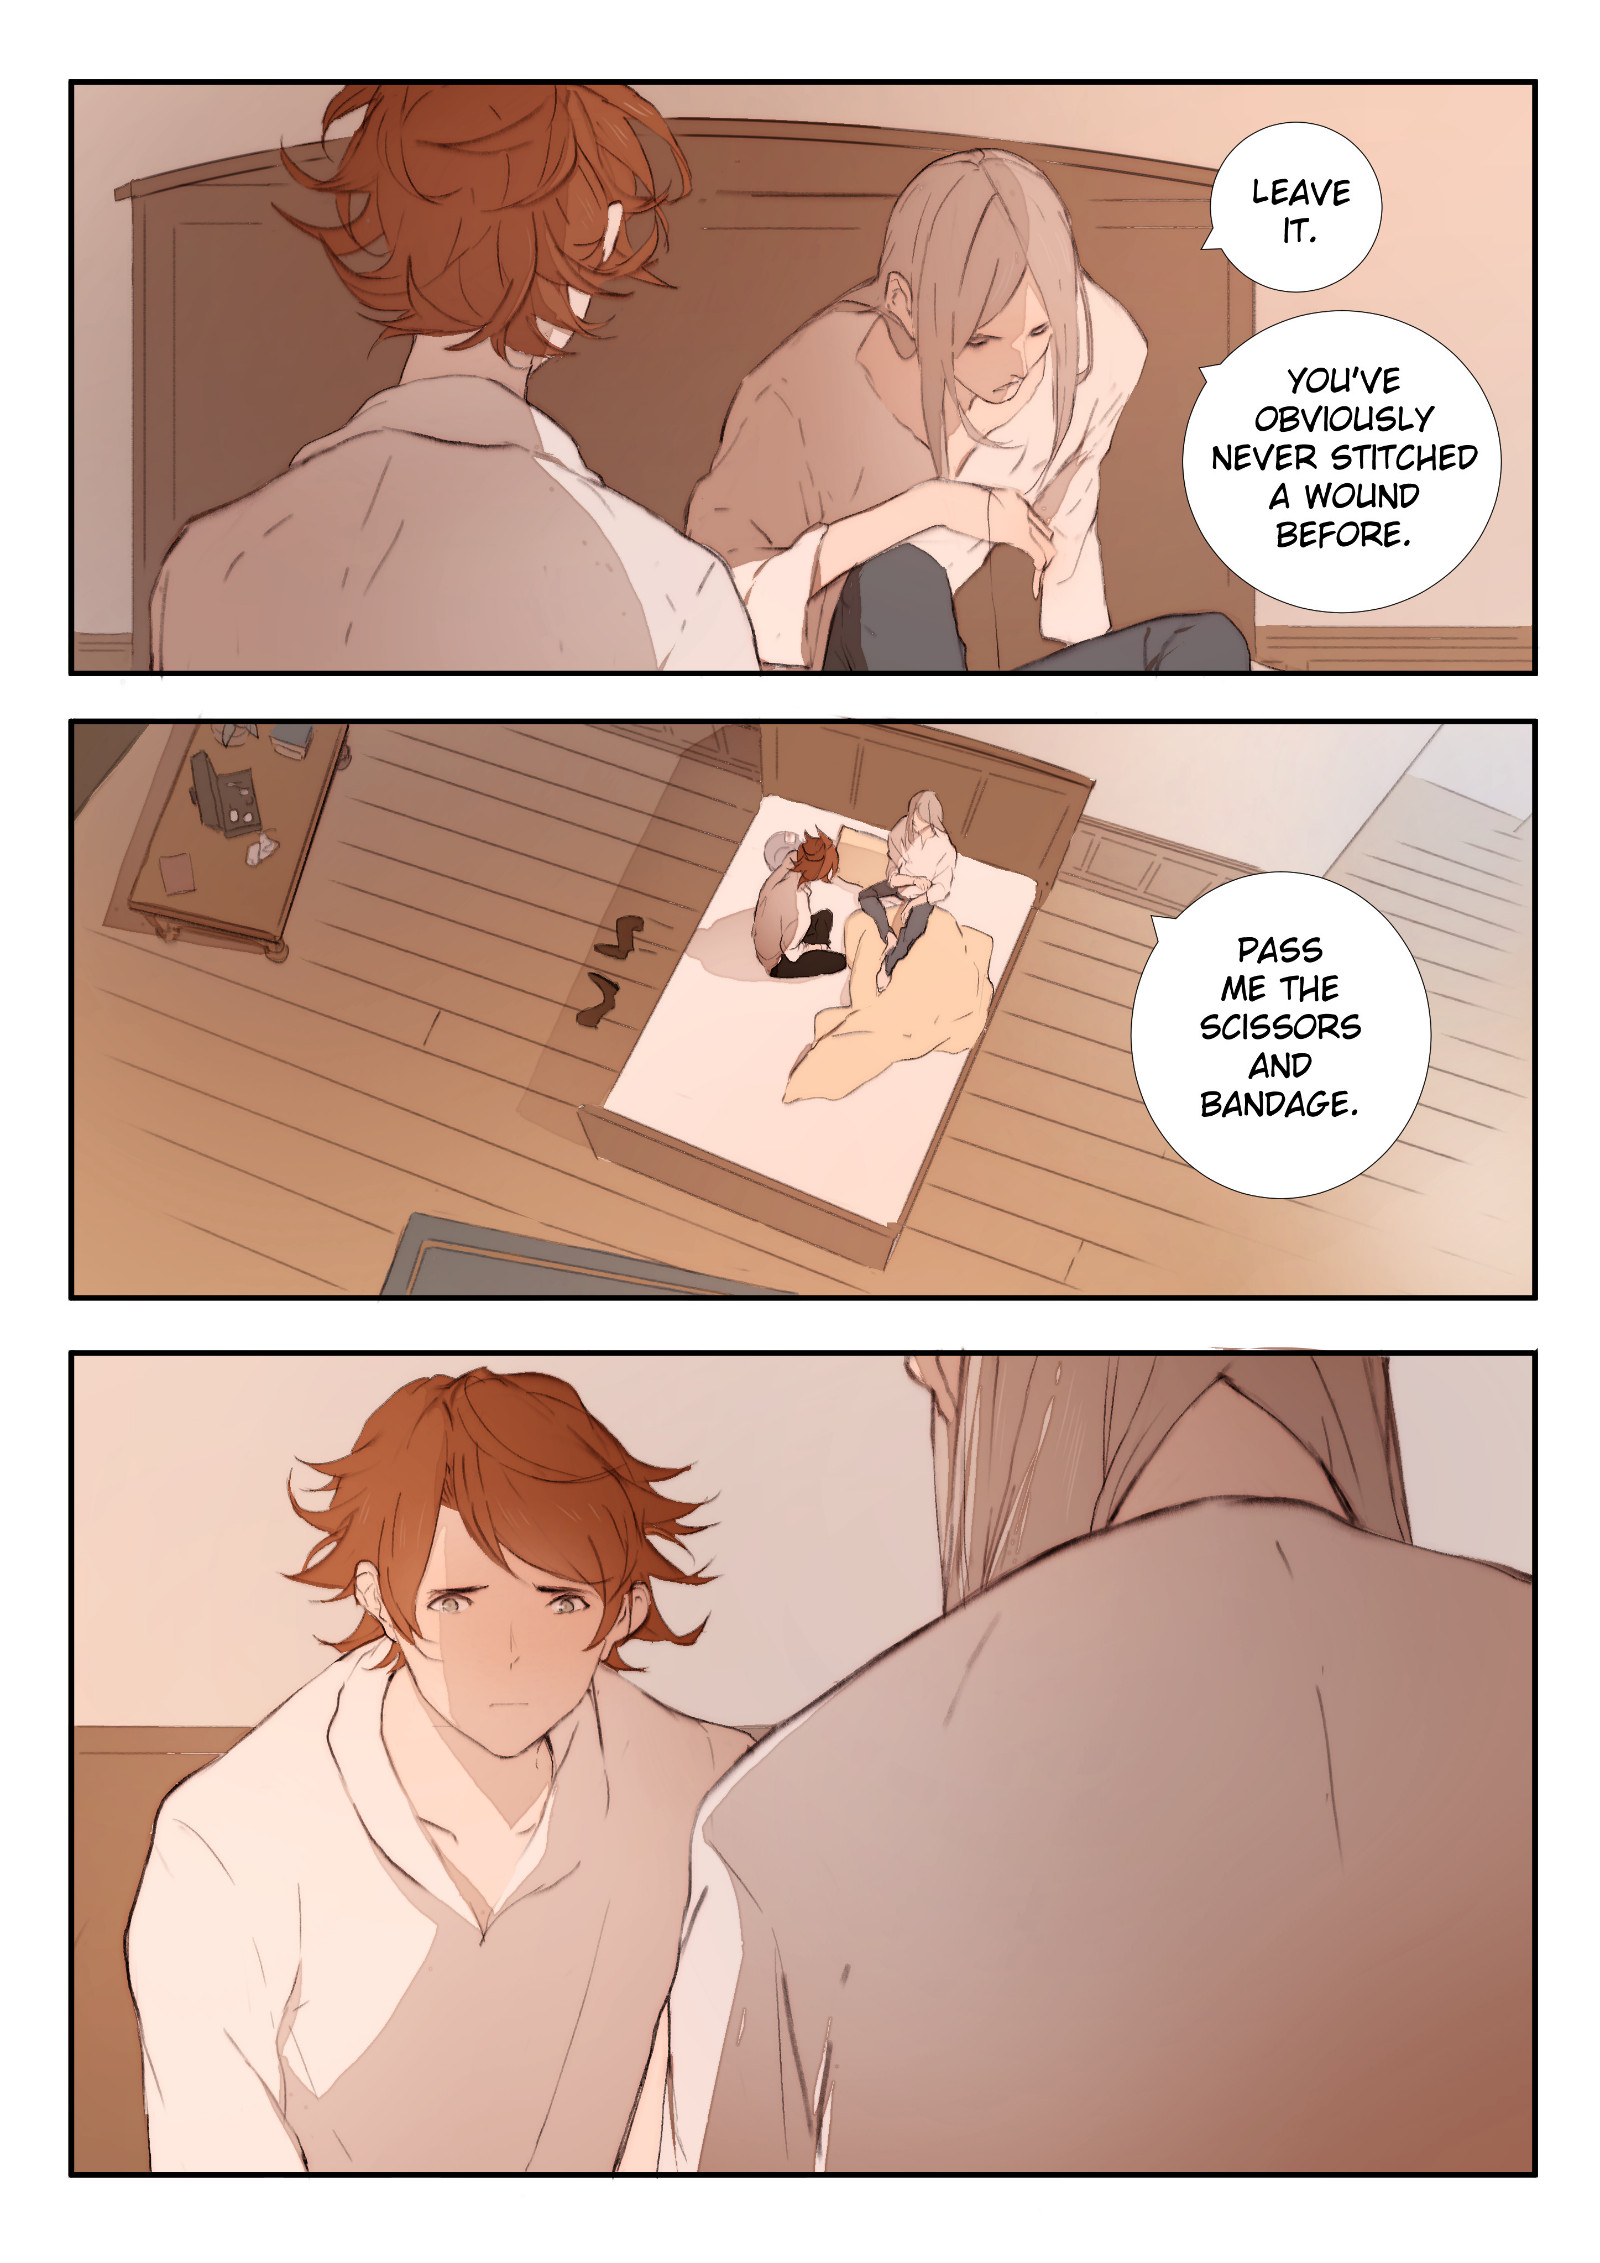 LEAVE
IT.
YOU'VE
OBVIOUSLY
NEVER STITCHED
A WOUND
BEFORE.
PASS
ME THE
SCISSORS
AND
BANDAGE.